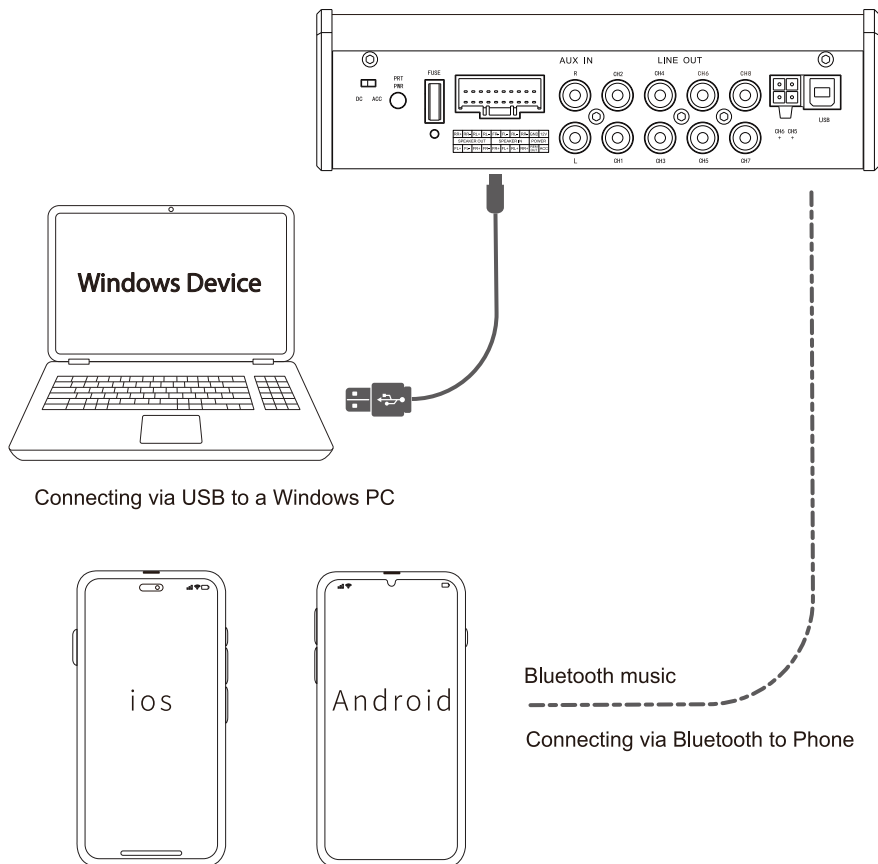 AUX IN LINE OUT
R CH2 CH4 CH6 CH8
PRT
PWR
FUSE
DC ACC
USB
CH6 CH5
+ +
SPEAKER OUT SPEAKER IN POWER
L CH1 CH3 CH5 CH7
Windows Device
Connecting via USB to a Windows PC
ios
Android
Bluetooth music
Connecting via Bluetooth to Phone